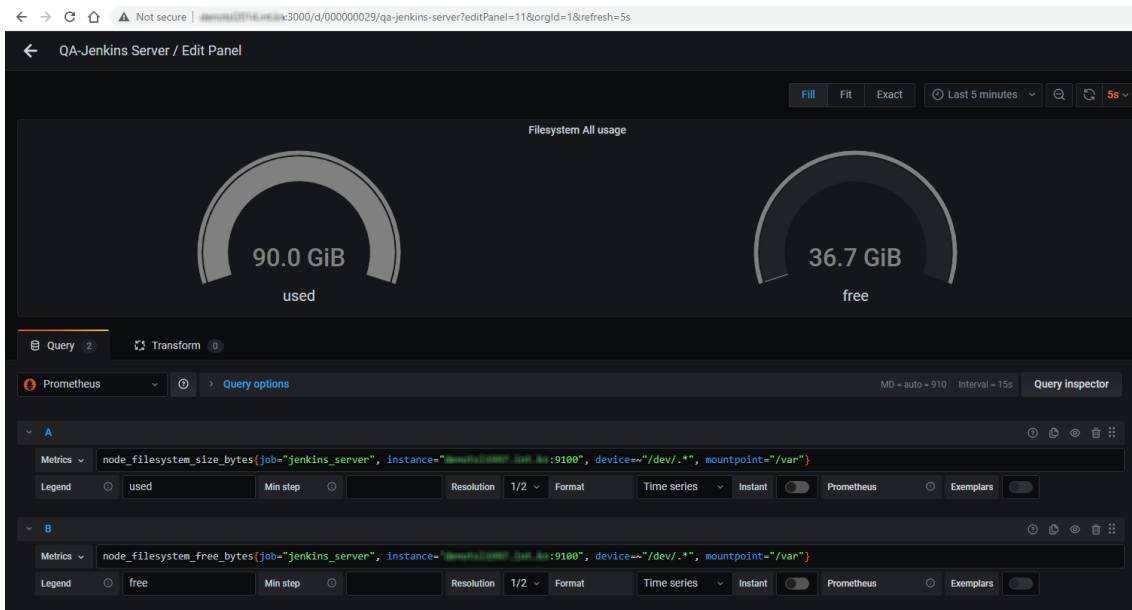 Not secure | :3000/d/000000029/qa-jenkins-server?editPanel=11&orgId=1&refresh=5s
QA-Jenkins Server / Edit Panel
Fill Fit Exact Last 5 minutes 5s
Filesystem All usage
90.0 GiB 36.7 GiB
used free
Query 2 Transform 0
Prometheus Query options MD = auto = 910 Interval = 15s Query inspector
A
Metrics node_filesystem_size_bytes{job="jenkins_server", instance=" :9100", device=~"/dev/.*", mountpoint="/var"}
Legend used Min step Resolution 1/2 Format Time series Instant Prometheus Exemplars
B
Metrics node_filesystem_free_bytes{job="jenkins_server", instance=" :9100", device=~"/dev/.*", mountpoint="/var"}
Legend free Min step Resolution 1/2 Format Time series Instant Prometheus Exemplars